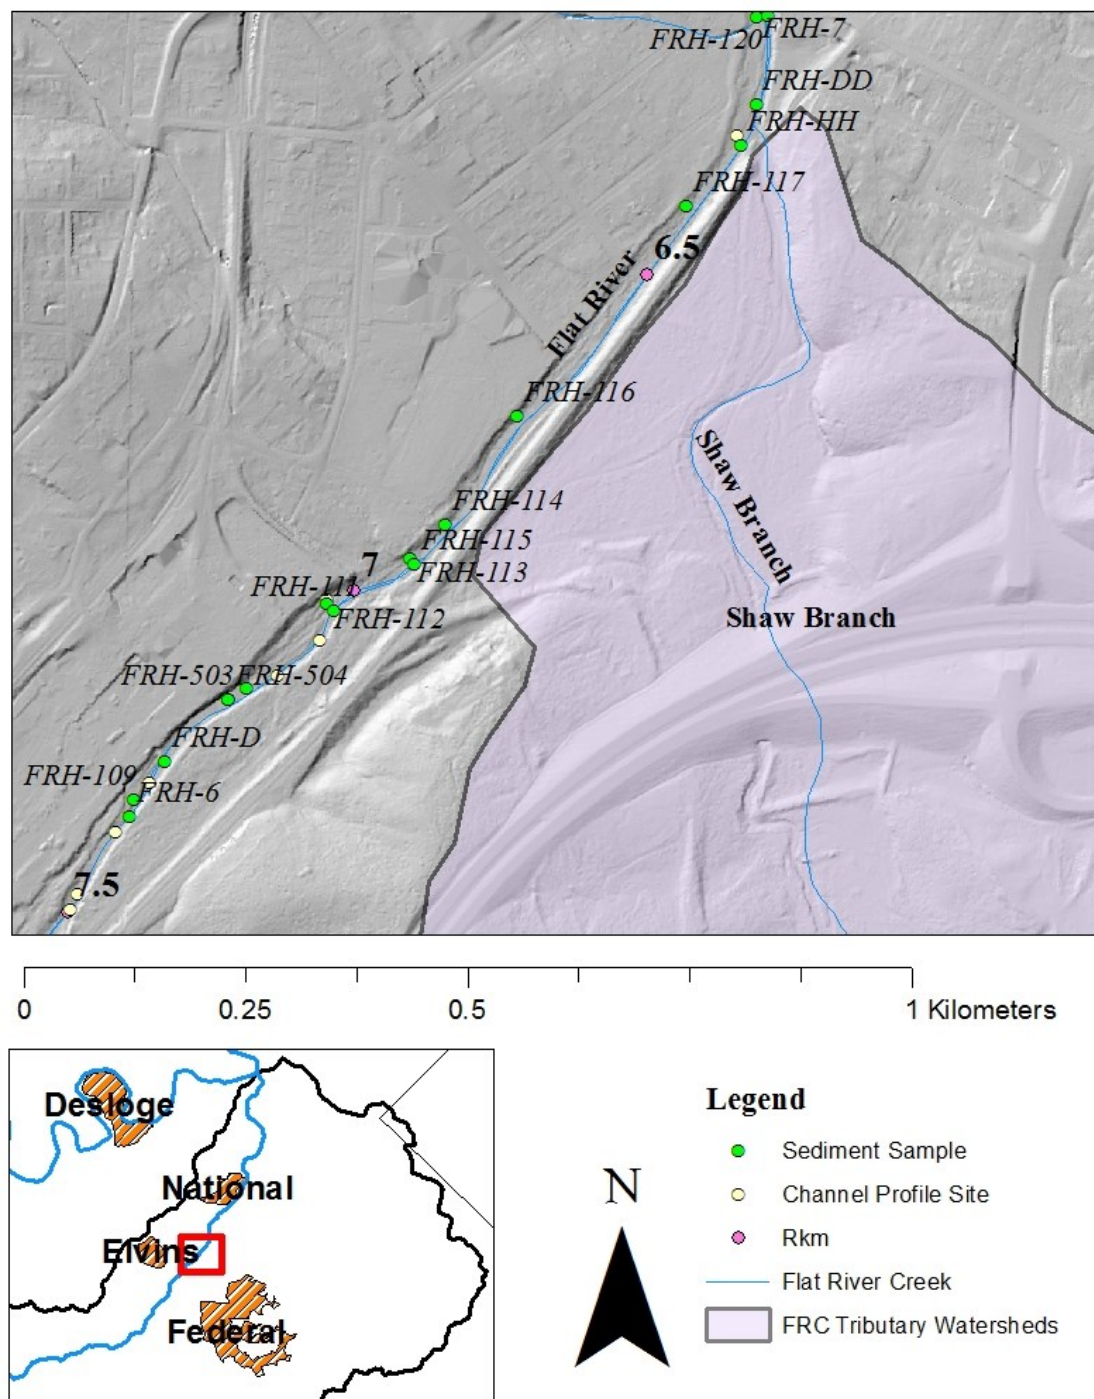 FRH-7
FRH-120
FRH-DD
FRH-HH
FRH-117
6.5
Flat River
FRH-116
Shaw Branch
FRH-114
FRH-115
7
FRH-113
FRH-111
FRH-112
Shaw Branch
FRH-503
FRH-504
FRH-D
FRH-109
FRH-6
7.5
0
0.25
0.5
1 Kilometers
Desloge
National
Elvins
Federal
N
Legend
Sediment Sample
Channel Profile Site
Rkm
Flat River Creek
FRC Tributary Watersheds